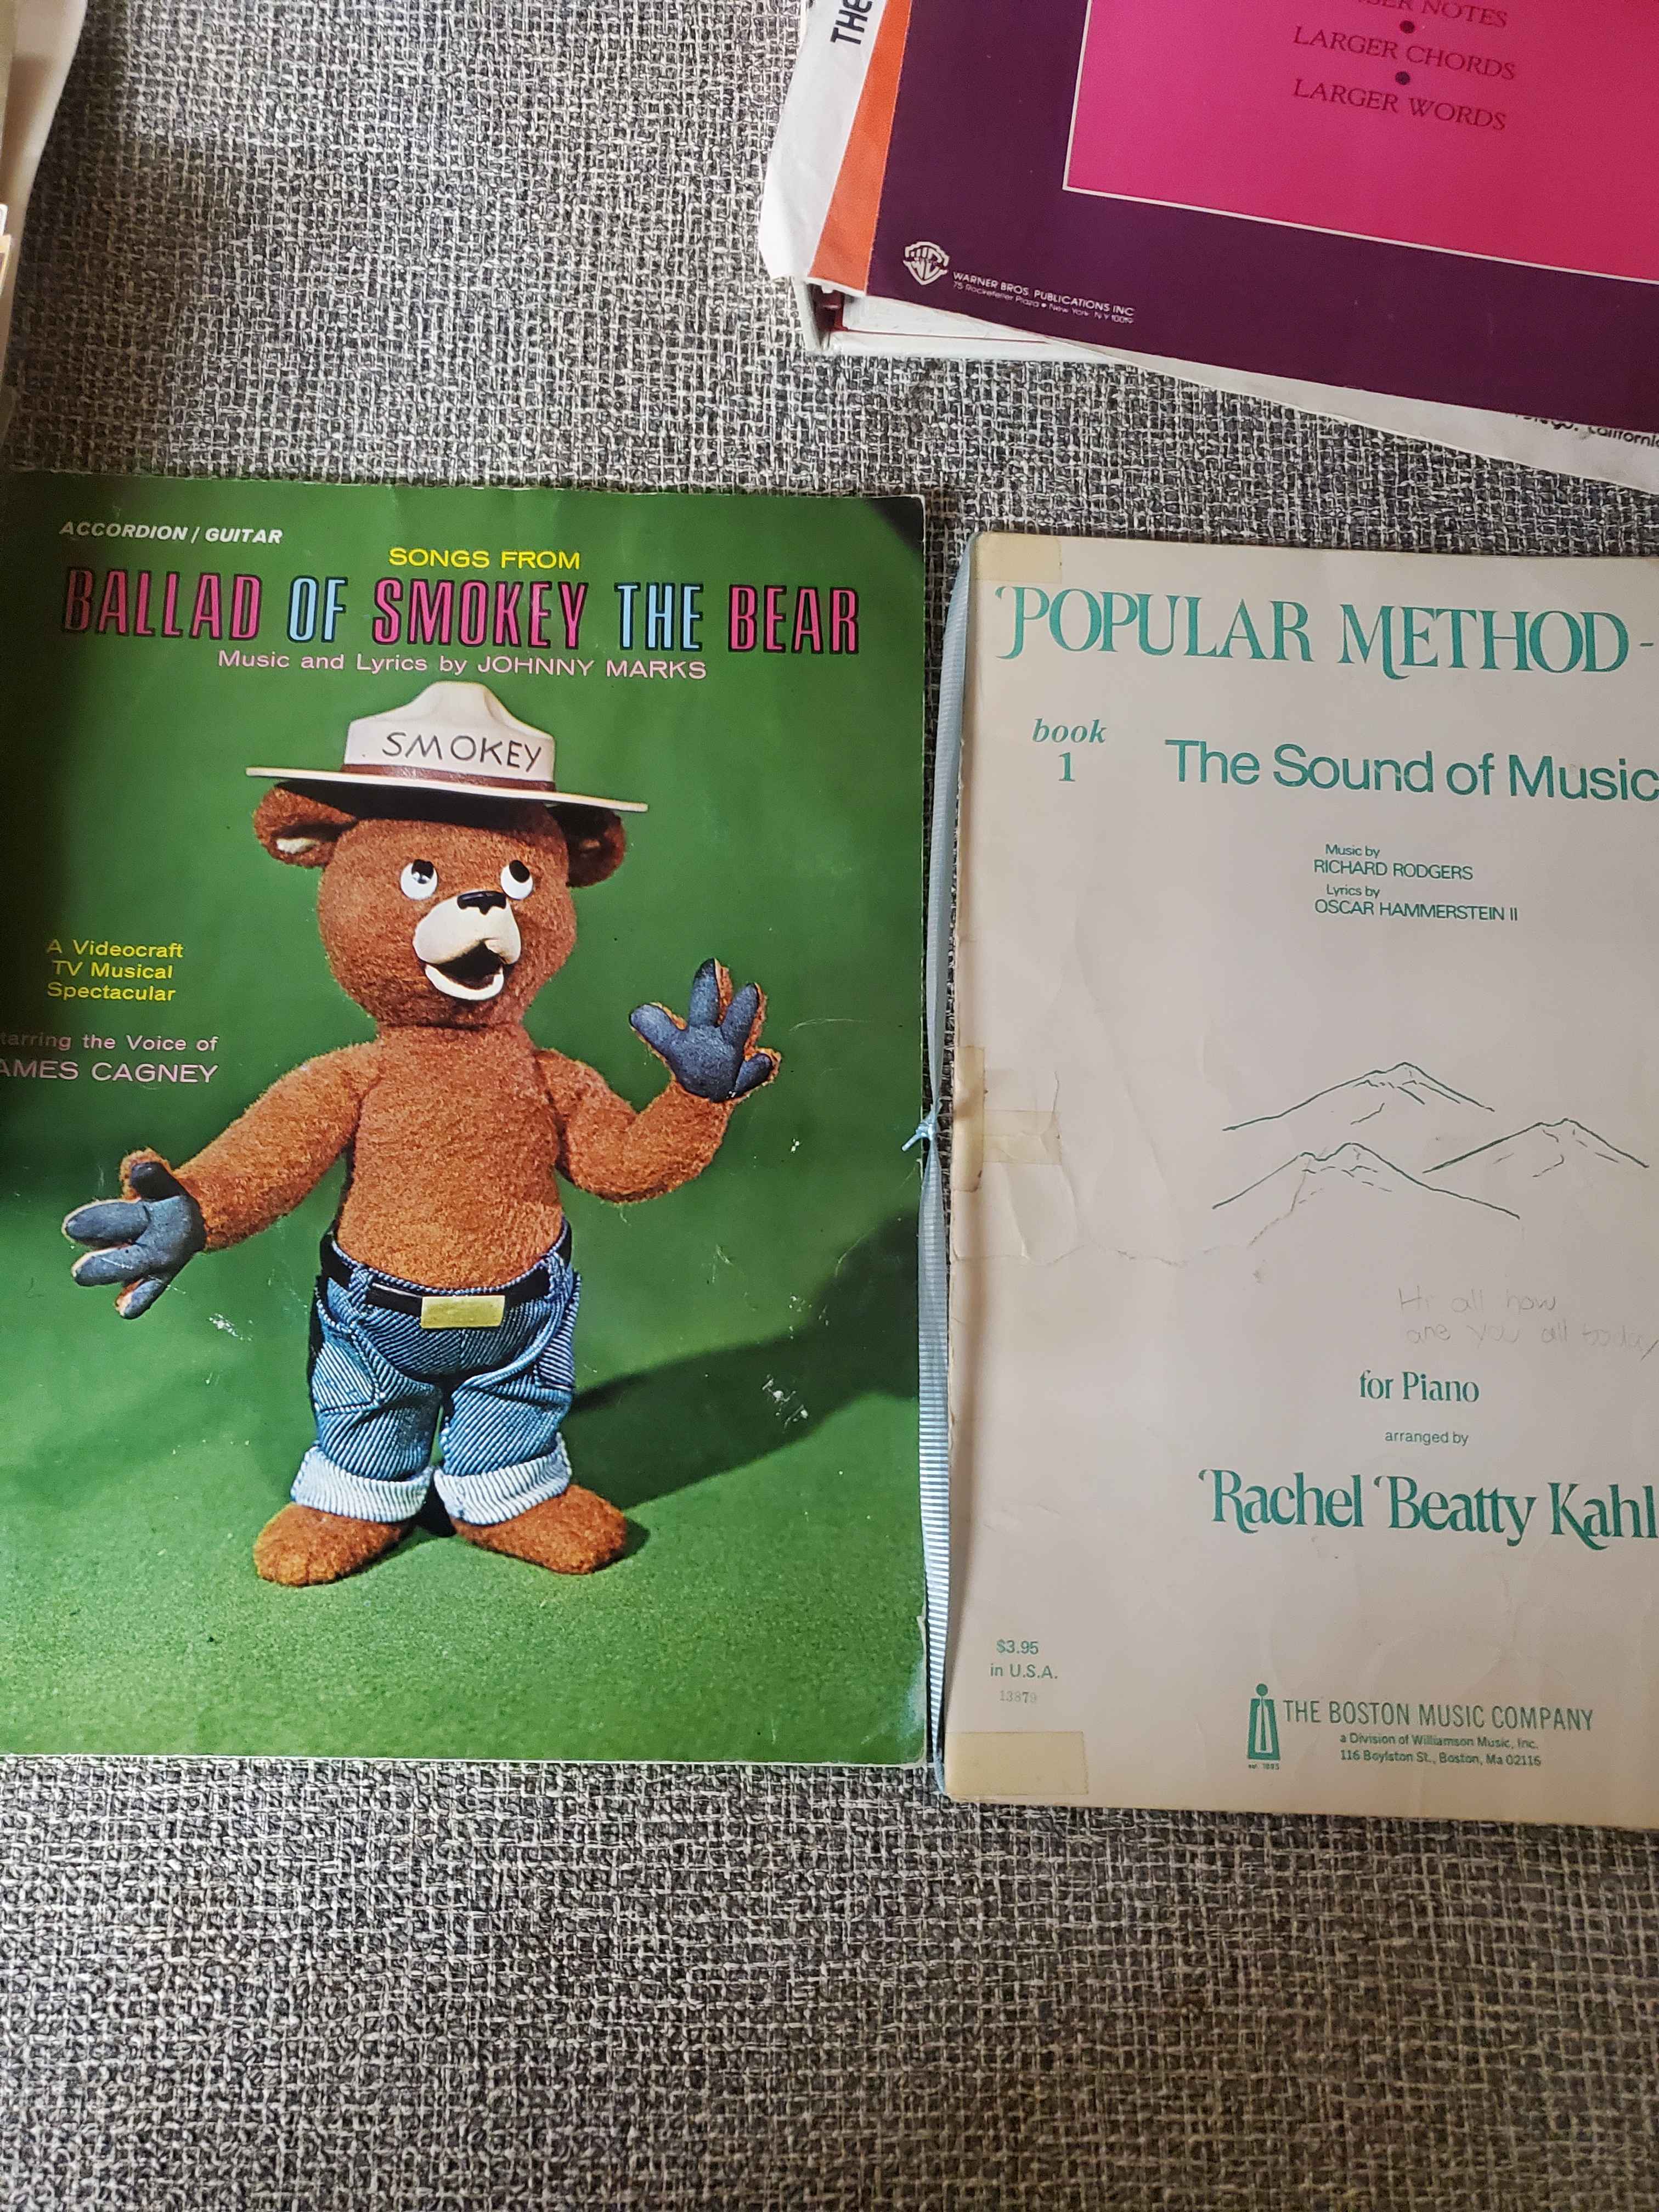 THE
NOTES
LARGER CHORDS
LARGER WORDS
WARNER BROS. PUBLICATIONS INC
75 Rockefeller Plaza • New York N Y 10019
California
ACCORDION / GUITAR
SONGS FROM
BALLAD OF SMOKEY THE BEAR
Music and Lyrics by JOHNNY MARKS
SMOKEY
A Videocraft
TV Musical
Spectacular
tarring the Voice of
AMES CAGNEY
POPULAR METHOD -
book
1
The Sound of Music
Music by
RICHARD RODGERS
Lyrics by
OSCAR HAMMERSTEIN II
Hi all how
are you all today
for Piano
arranged by
Rachel Beatty Kahl
$3.95
in U.S.A.
13879
THE BOSTON MUSIC COMPANY
a Division of Williamson Music, Inc.
116 Boylston St., Boston, Ma 02116
est. 1885